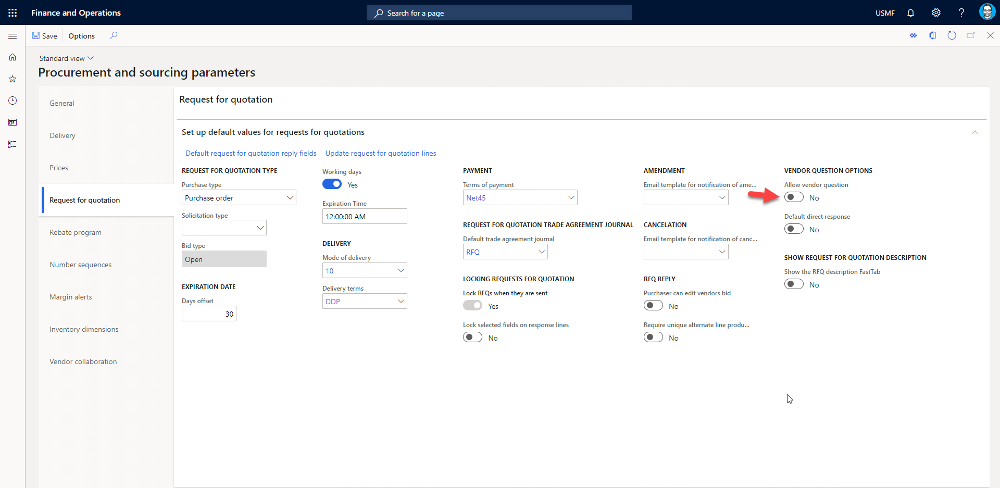 Finance and Operations
Search for a page
USMF
Save
Options
Standard view
Procurement and sourcing parameters
General
Delivery
Prices
Request for quotation
Rebate program
Number sequences
Margin alerts
Inventory dimensions
Vendor collaboration
Request for quotation
Set up default values for requests for quotations
Default request for quotation reply fields
Update request for quotation lines
REQUEST FOR QUOTATION TYPE
Purchase type
Purchase order
Solicitation type
Bid type
Open
EXPIRATION DATE
Days offset
30
Working days
Yes
Expiration Time
12:00:00 AM
DELIVERY
Mode of delivery
10
Delivery terms
DDP
PAYMENT
Terms of payment
Net45
REQUEST FOR QUOTATION TRADE AGREEMENT JOURNAL
Default trade agreement journal
RFQ
LOCKING REQUESTS FOR QUOTATION
Lock RFQs when they are sent
Yes
Lock selected fields on response lines
No
AMENDMENT
Email template for notification of ame...
CANCELATION
Email template for notification of canc...
RFQ REPLY
Purchaser can edit vendors bid
No
Require unique alternate line produ...
No
VENDOR QUESTION OPTIONS
Allow vendor question
No
Default direct response
No
SHOW REQUEST FOR QUOTATION DESCRIPTION
Show the RFQ description FastTab
No